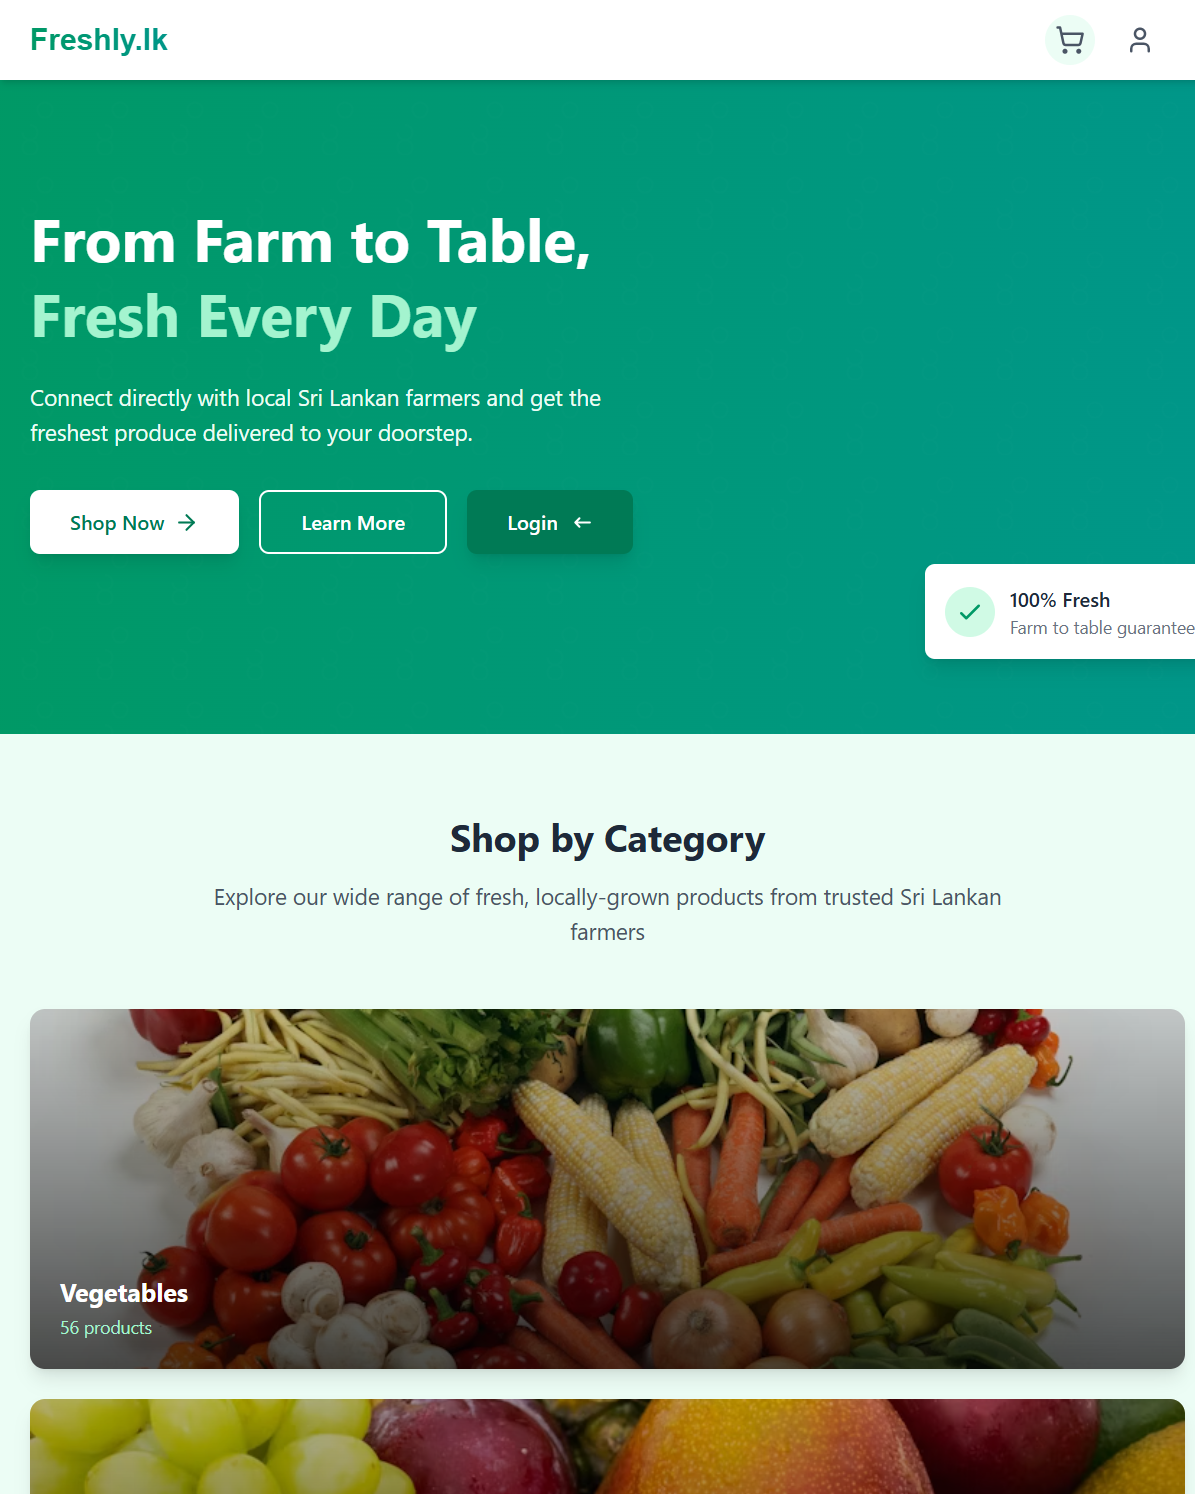 Freshly.lk
From Farm to Table,
Fresh Every Day
Connect directly with local Sri Lankan farmers and get the
freshest produce delivered to your doorstep.
Shop Now
Learn More
Login
100% Fresh
Farm to table guarantee
Shop by Category
Explore our wide range of fresh, locally-grown products from trusted Sri Lankan
farmers
Vegetables
56 products